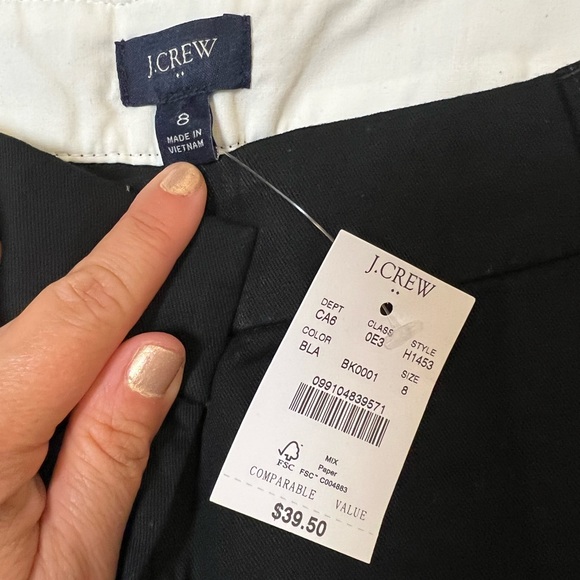 J.CREW
8
MADE IN
VIETNAM
J.CREW
DEPT CLASS STYLE
CA6 0E3 H1453
COLOR SIZE
BLA BK0001 8
099104839571
MIX
Paper
FSC FSC™ C004883
COMPARABLE VALUE
$39.50